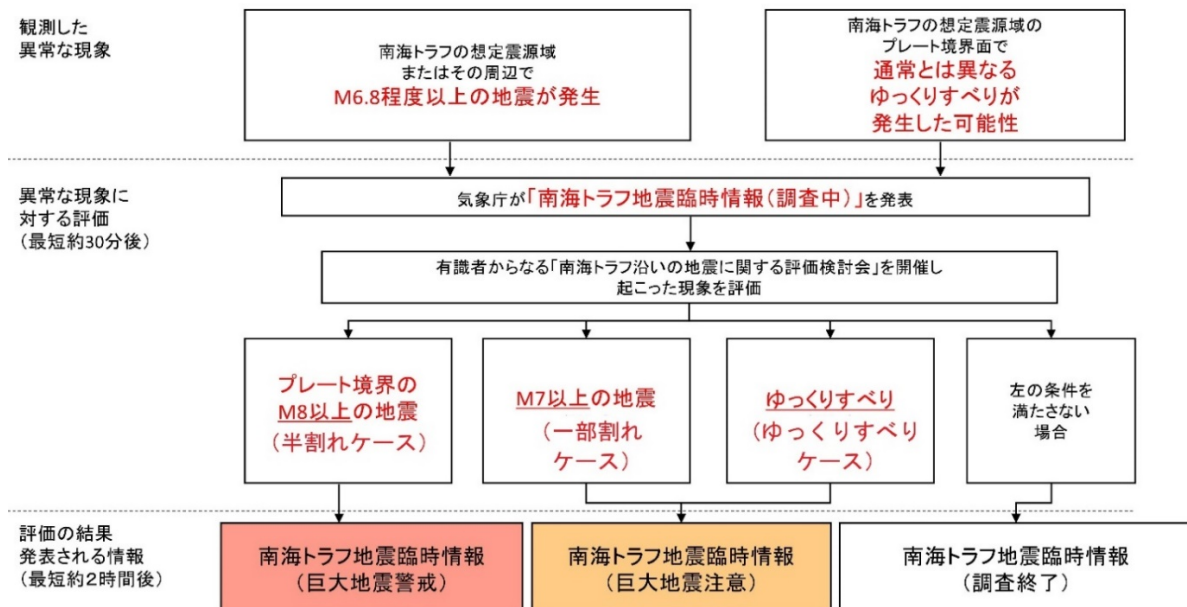 観測した
異常な現象
南海トラフの想定震源域
またはその周辺で
M6.8程度以上の地震が発生
南海トラフの想定震源域の
プレート境界面で
通常とは異なる
ゆっくりすべりが
発生した可能性
異常な現象に
対する評価
（最短約30分後）
気象庁が「南海トラフ地震臨時情報（調査中）」を発表
有識者からなる「南海トラフ沿いの地震に関する評価検討会」を開催し
起こった現象を評価
プレート境界の
M8以上の地震
（半割れケース）
M7以上の地震
（一部割れ
ケース）
ゆっくりすべり
（ゆっくりすべり
ケース）
左の条件を
満たさない
場合
評価の結果
発表される情報
（最短約２時間後）
南海トラフ地震臨時情報
（巨大地震警戒）
南海トラフ地震臨時情報
（巨大地震注意）
南海トラフ地震臨時情報
（調査終了）